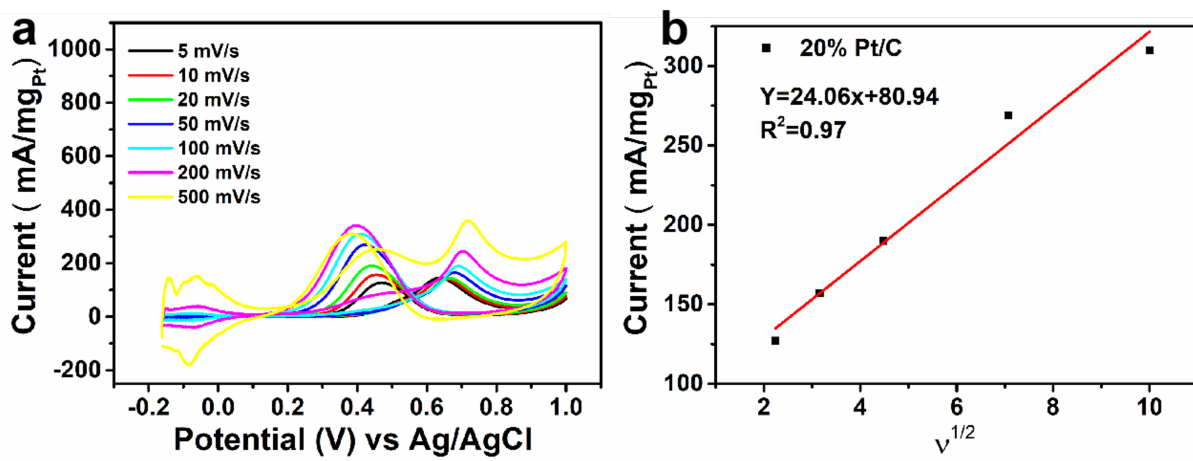 a
1000
800
600
400
200
0
-200
Current ( mA/mgPt)
5 mV/s
10 mV/s
20 mV/s
50 mV/s
100 mV/s
200 mV/s
500 mV/s
-0.2 0.0 0.2 0.4 0.6 0.8 1.0
Potential (V) vs Ag/AgCl
b
300
250
200
150
100
Current ( mA/mgPt)
20% Pt/C
Y=24.06x+80.94
R²=0.97
2 4 6 8 10
ν1/2